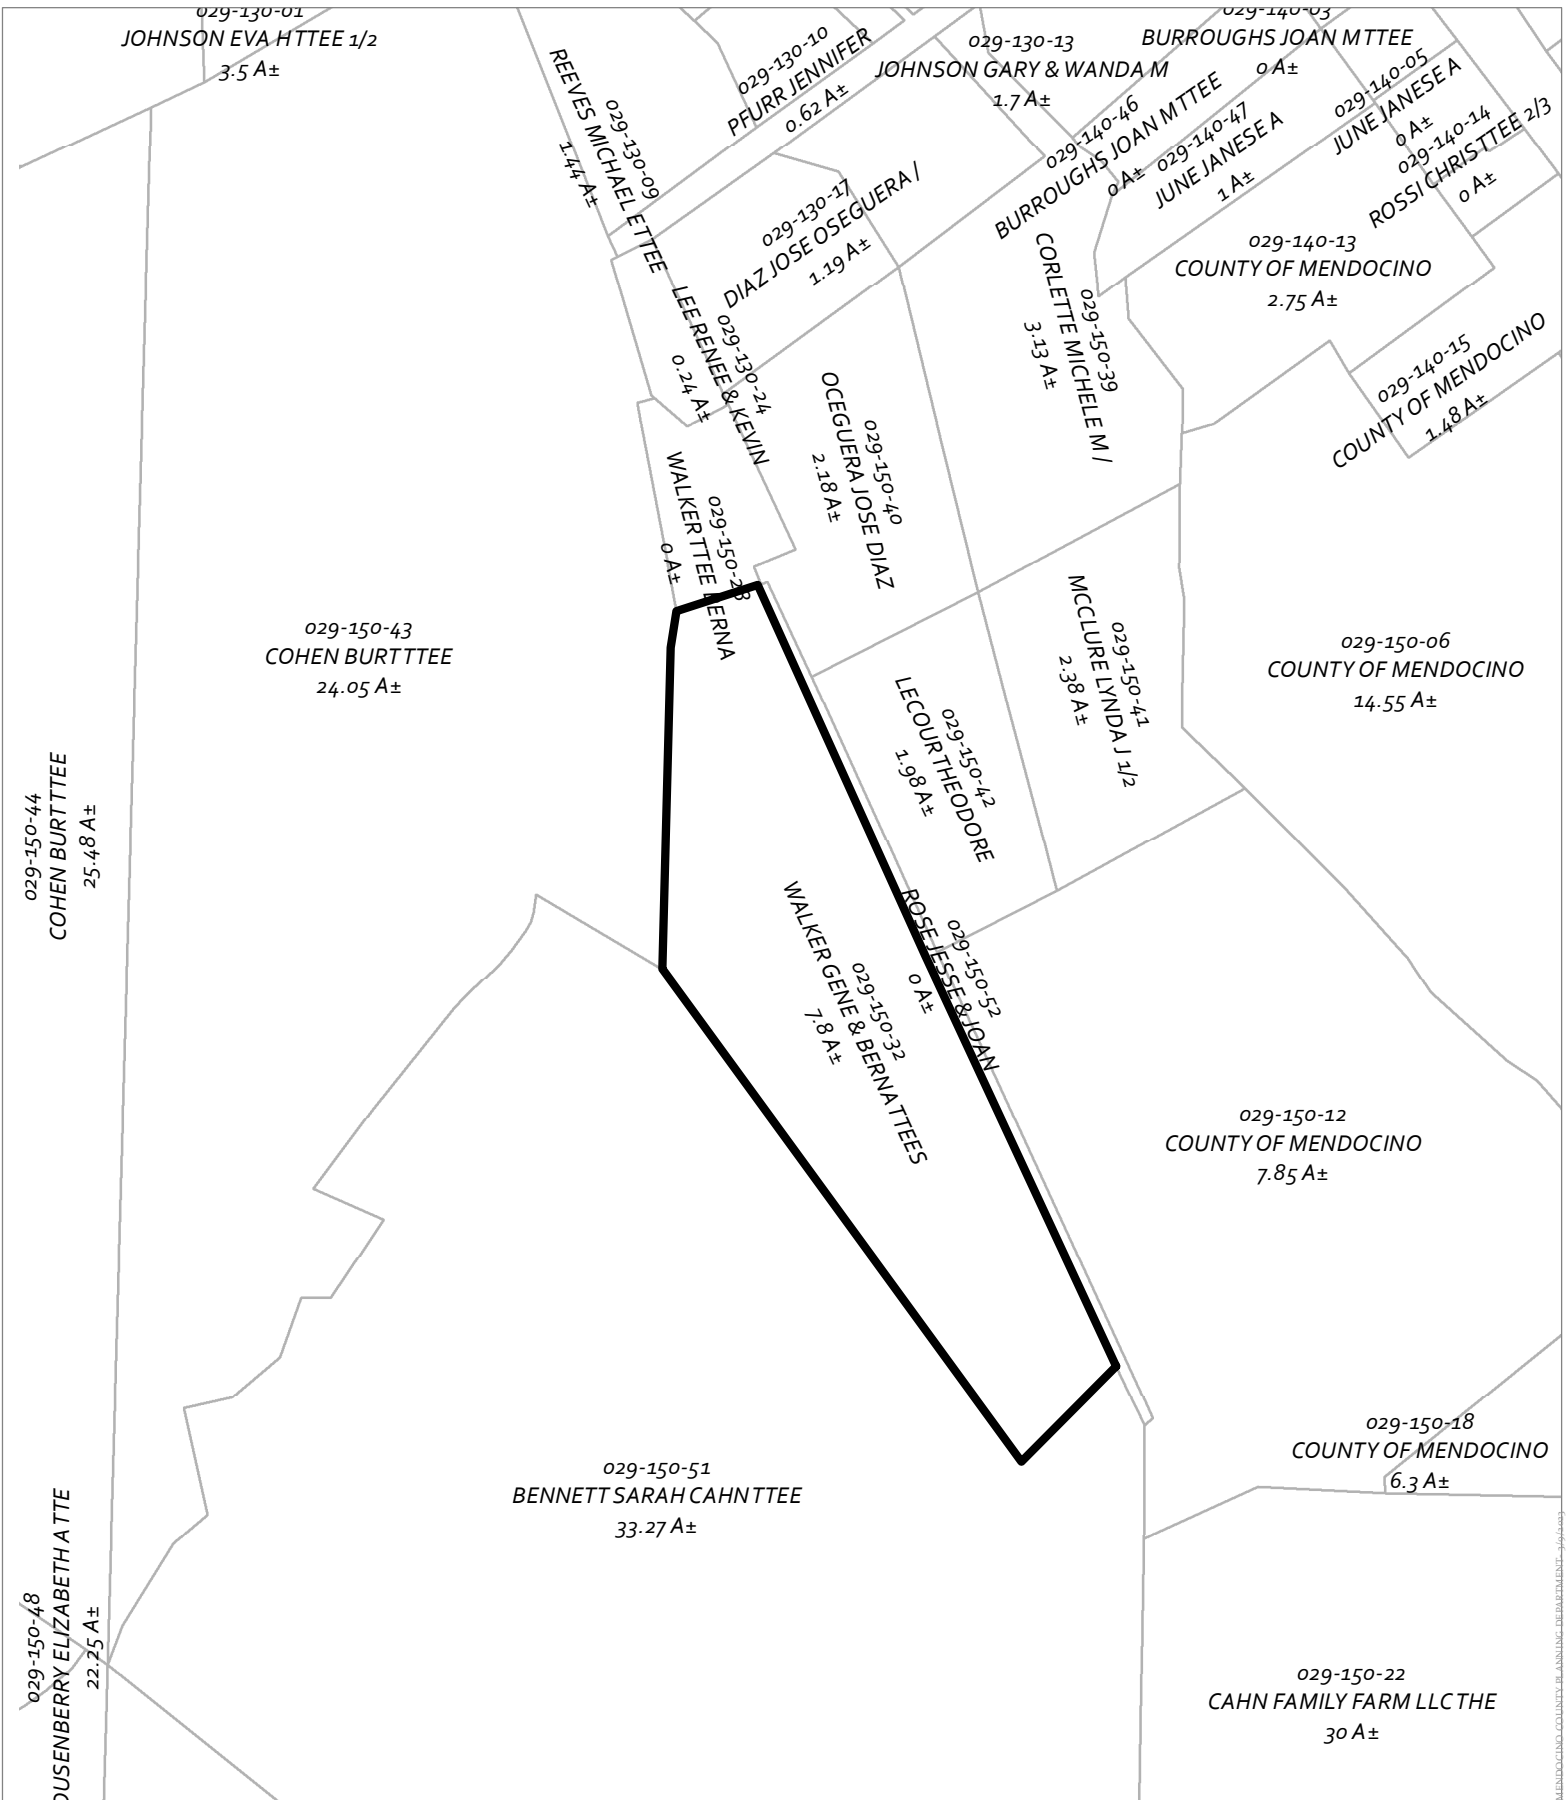 029-130-01
JOHNSON EVA H TTEE 1/2
3.5 A±
REEVES MICHAEL E TTEE
029-130-09
1.44 A±
029-130-10
PFURR JENNIFER
0.62 A±
029-130-13
JOHNSON GARY & WANDA M
1.7 A±
029-140-03
BURROUGHS JOAN M TTEE
0 A±
029-140-46
BURROUGHS JOAN M TTEE
0 A±
029-140-47
JUNE JANESE A
1 A±
029-140-05
JUNE JANESE A
0 A±
029-140-14
ROSSI CHRIS TTEE 2/3
0 A±
029-130-17
DIAZ JOSE OSEGUERA /
1.19 A±
029-140-13
COUNTY OF MENDOCINO
2.75 A±
029-130-24
LEE RENEE & KEVIN
0.24 A±
029-150-39
CORLETTE MICHELE M /
3.13 A±
029-140-15
COUNTY OF MENDOCINO
1.48 A±
029-150-40
OCEGUERA JOSE DIAZ
2.18 A±
029-150-28
WALKER TTEE BERNA
0 A±
029-150-43
COHEN BURT TTEE
24.05 A±
029-150-41
MCCLURE LYNDA J 1/2
2.38 A±
029-150-06
COUNTY OF MENDOCINO
14.55 A±
029-150-42
LECOUR THEODORE
1.98 A±
029-150-44
COHEN BURT TTEE
25.48 A±
029-150-52
ROSE JESSE & JOAN
0 A±
029-150-32
WALKER GENE & BERNA TTEES
7.8 A±
029-150-12
COUNTY OF MENDOCINO
7.85 A±
029-150-18
COUNTY OF MENDOCINO
6.3 A±
029-150-51
BENNETT SARAH CAHN TTEE
33.27 A±
029-150-48
OUSENBERRY ELIZABETH A TTE
22.25 A±
029-150-22
CAHN FAMILY FARM LLC THE
30 A±
MENDOCINO COUNTY PLANNING DEPARTMENT-